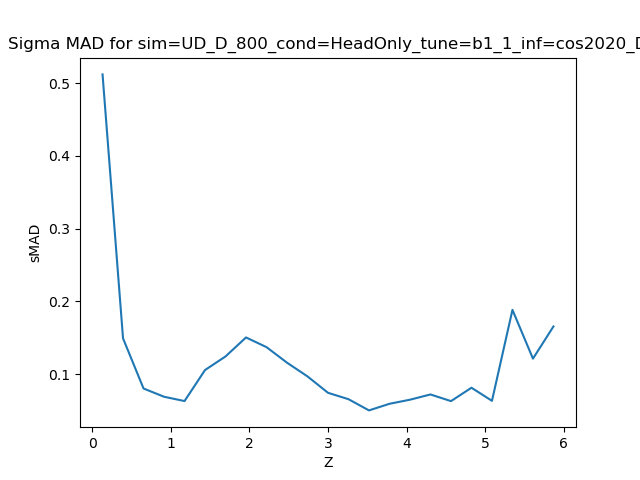 Sigma MAD for sim=UD_D_800_cond=HeadOnly_tune=b1_1_inf=cos2020_D
0.5
0.4
0.3
0.2
0.1
sMAD
0 1 2 3 4 5 6
Z